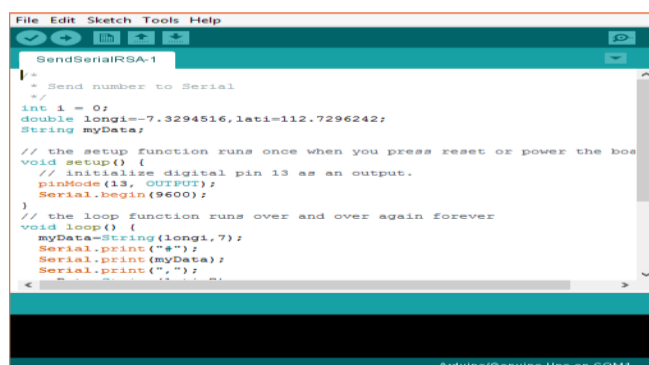 File Edit Sketch Tools Help
SendSerialRSA-1
/*
* Send number to Serial
*/
int i = 0;
double longi=-7.3294516,lati=112.7296242;
String myData;
// the setup function runs once when you press reset or power the boa
void setup() {
// initialize digital pin 13 as an output.
pinMode(13, OUTPUT);
Serial.begin(9600);
}
// the loop function runs over and over again forever
void loop() {
myData=String(longi,7);
Serial.print("#");
Serial.print(myData);
Serial.print(",");